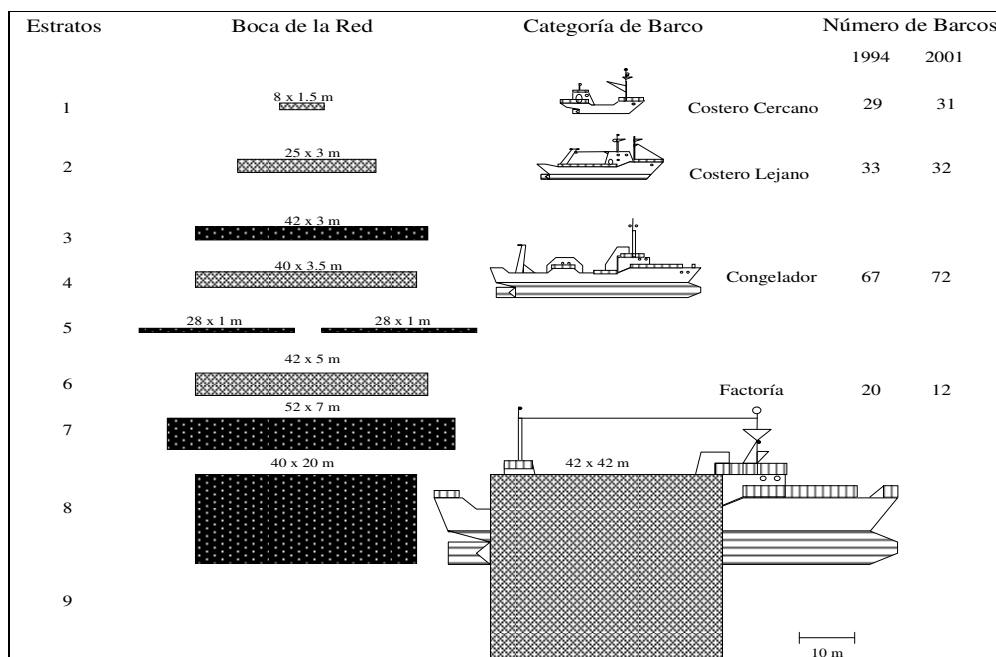 Estratos Boca de la Red Categoría de Barco Número de Barcos
1994 2001
8 x 1.5 m
1 Costero Cercano 29 31
25 x 3 m
2 Costero Lejano 33 32
42 x 3 m
3
40 x 3.5 m
4 Congelador 67 72
28 x 1 m 28 x 1 m
5
42 x 5 m
6 Factoría 20 12
52 x 7 m
7
40 x 20 m 42 x 42 m
8
9
10 m